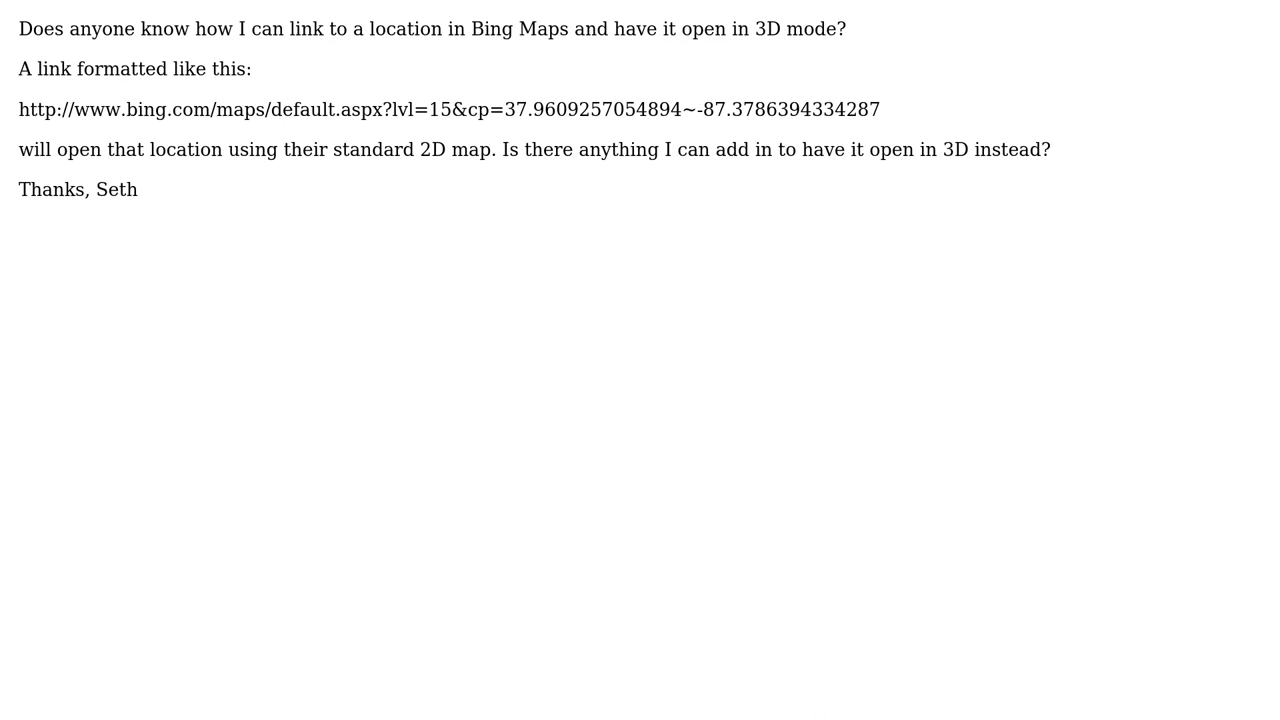 Does anyone know how I can link to a location in Bing Maps and have it open in 3D mode?
A link formatted like this:
http://www.bing.com/maps/default.aspx?lvl=15&cp=37.9609257054894~-87.3786394334287
will open that location using their standard 2D map. Is there anything I can add in to have it open in 3D instead?
Thanks, Seth